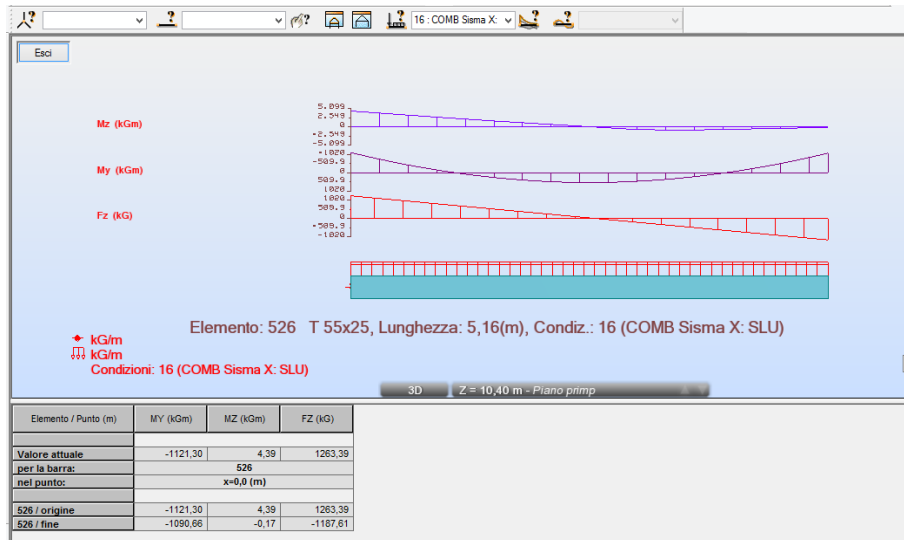 16 : COMB Sisma X:
Esci
Mz (kGm)
5.099
2.549
0
-2.549
-5.099
My (kGm)
-1020
-509.9
0
509.9
1020
Fz (kG)
1020
509.9
0
-509.9
-1020
Elemento: 526 T 55x25, Lunghezza: 5,16(m), Condiz.: 16 (COMB Sisma X: SLU)
kG/m
kG/m
Condizioni: 16 (COMB Sisma X: SLU)
3D Z = 10,40 m - Piano primp
Elemento / Punto (m) MY (kGm) MZ (kGm) FZ (kG)
Valore attuale -1121,30 4,39 1263,39
per la barra: 526
nel punto: x=0,0 (m)
526 / origine -1121,30 4,39 1263,39
526 / fine -1090,66 -0,17 -1187,61